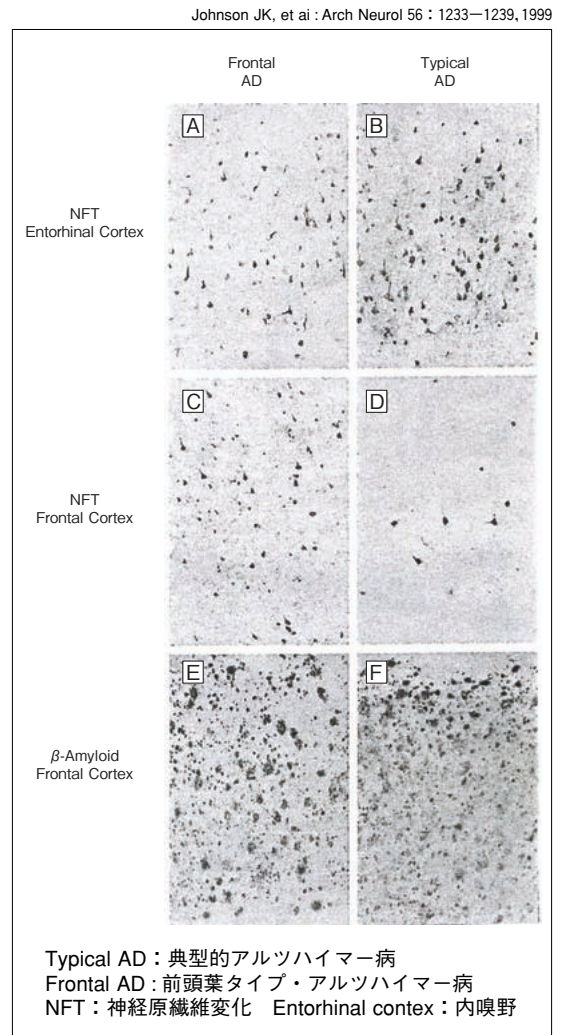 Johnson JK, et ai : Arch Neurol 56：1233－1239, 1999
Frontal
AD
Typical
AD
A
B
NFT
Entorhinal Cortex
C
D
NFT
Frontal Cortex
E
F
β-Amyloid
Frontal Cortex
Typical AD：典型的アルツハイマー病
Frontal AD : 前頭葉タイプ・アルツハイマー病
NFT：神経原繊維変化　Entorhinal contex：内嗅野